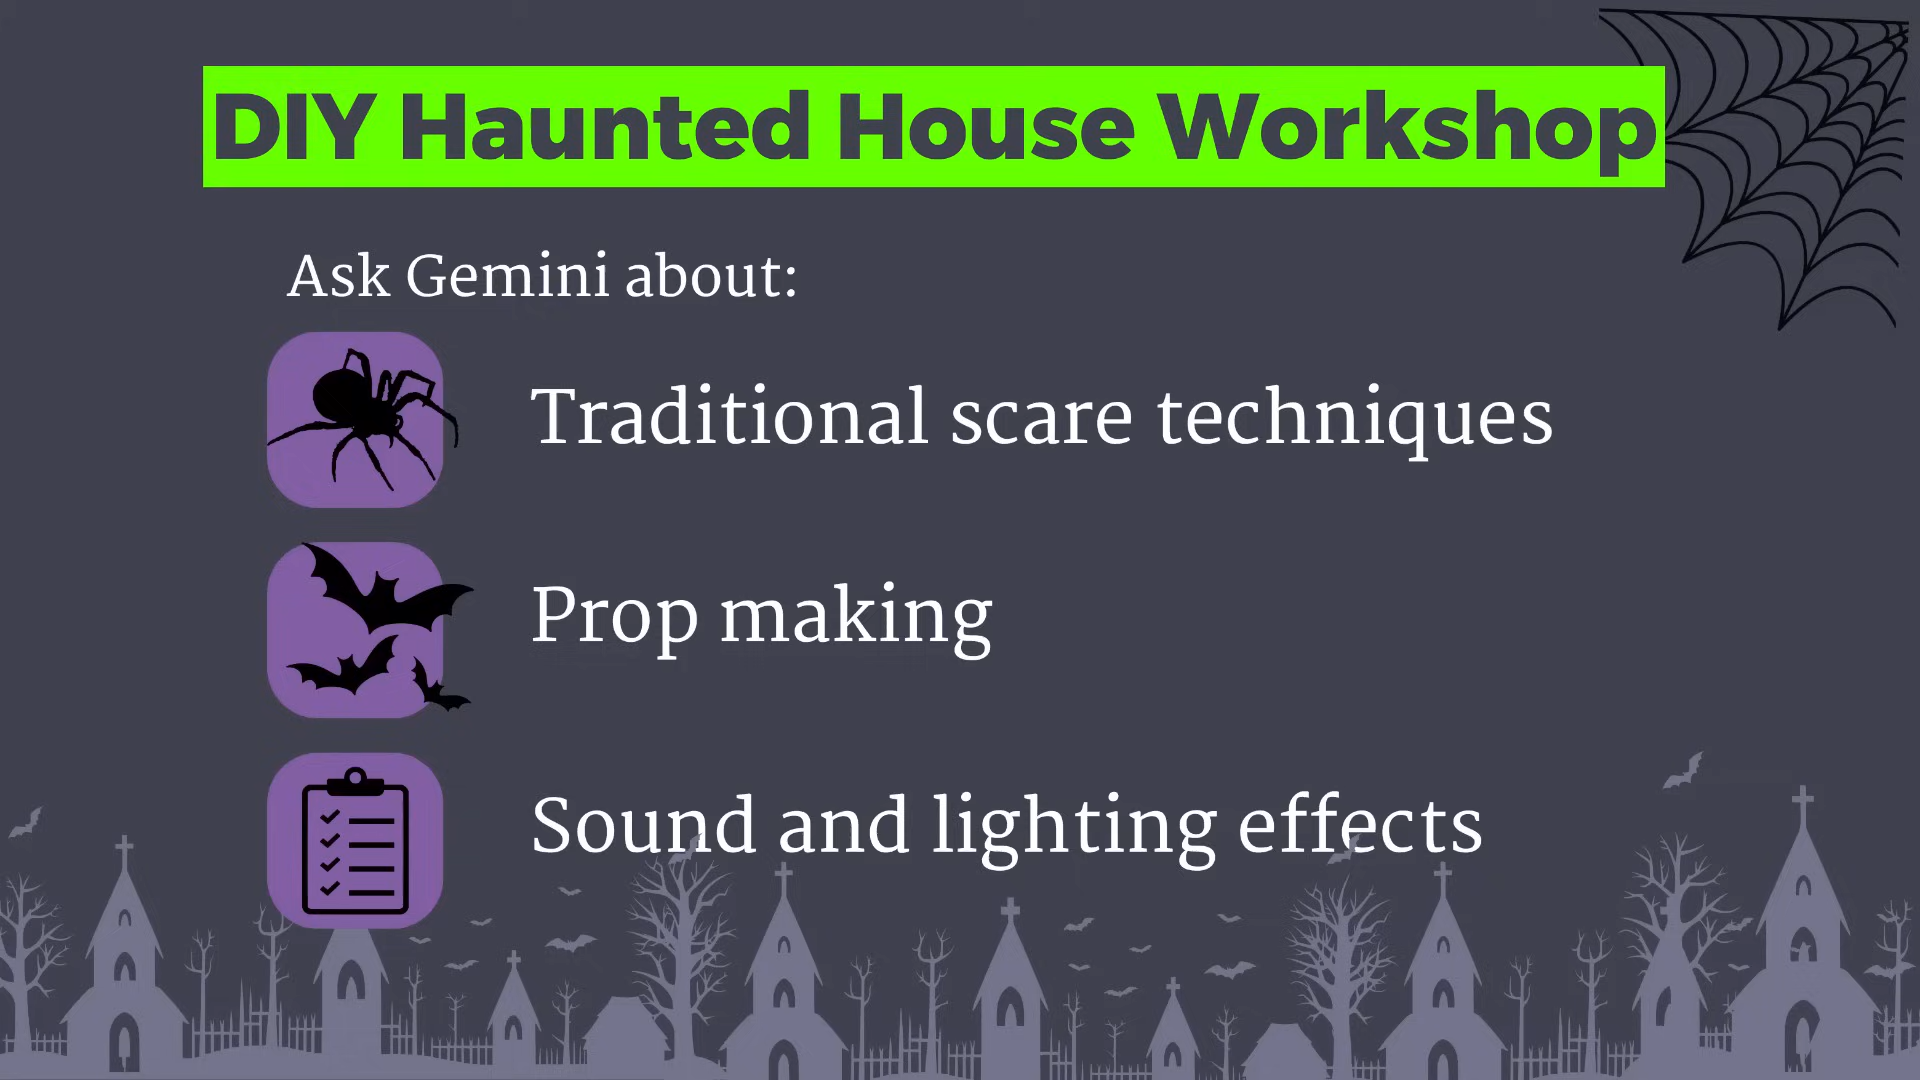 DIY Haunted House Workshop
Ask Gemini about:
Traditional scare techniques
Prop making
Sound and lighting effects